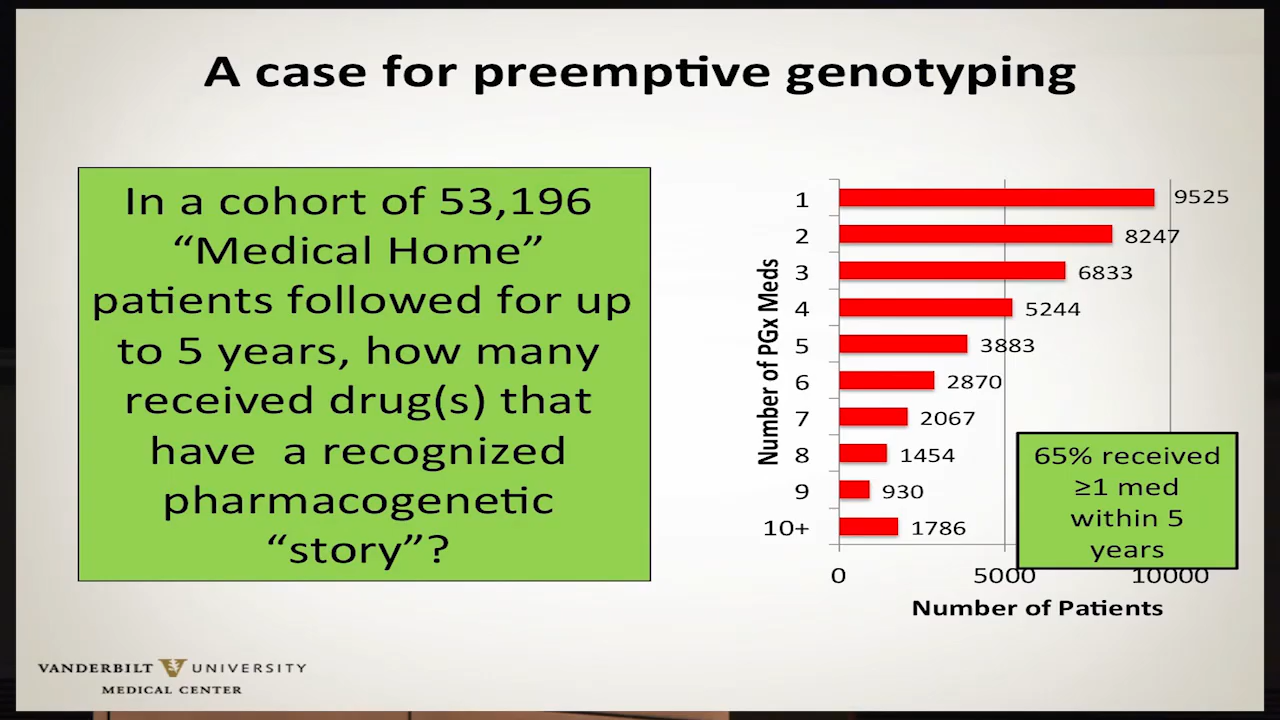 A case for preemptive genotyping
In a cohort of 53,196
“Medical Home”
patients followed for up
to 5 years, how many
received drug(s) that
have a recognized
pharmacogenetic
“story”?
Number of PGx Meds
1 9525
2 8247
3 6833
4 5244
5 3883
6 2870
7 2067
8 1454
9 930
10+ 1786
0 5000 10000
Number of Patients
65% received
≥1 med
within 5
years
VANDERBILT UNIVERSITY
MEDICAL CENTER